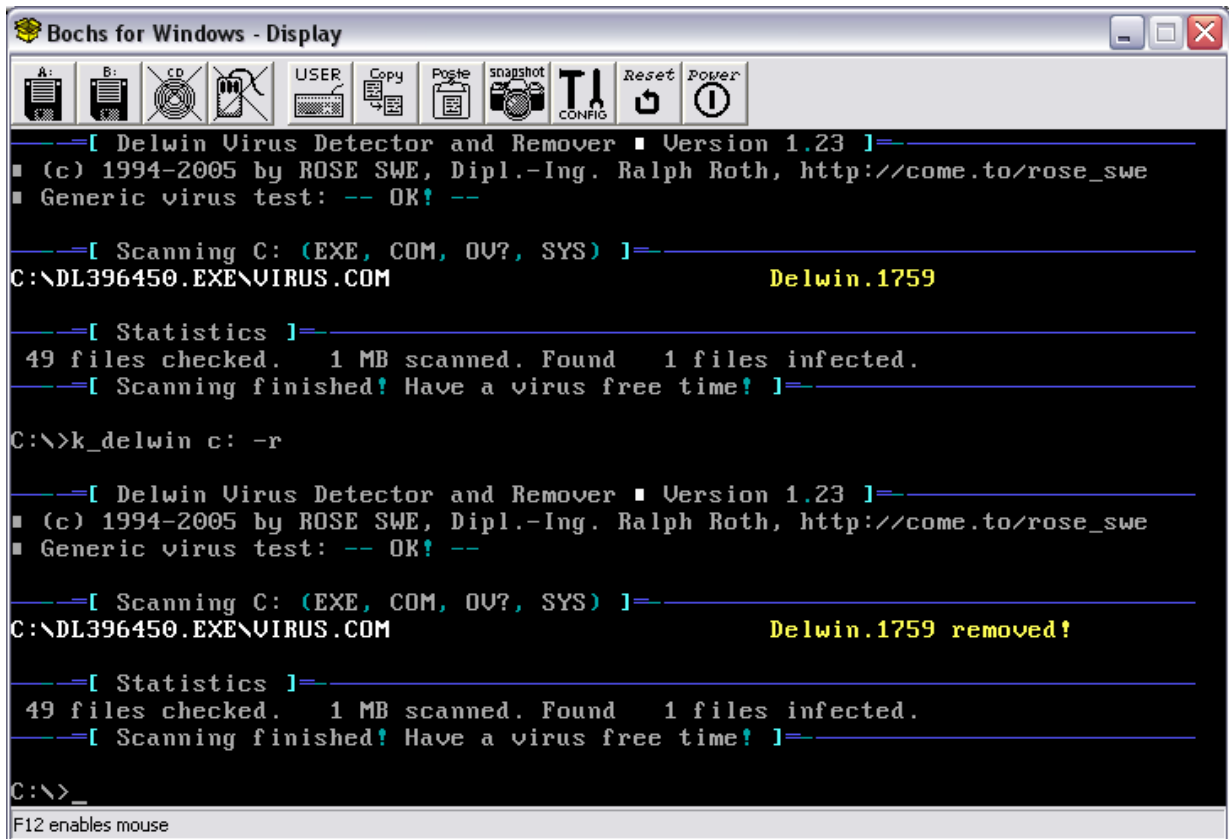 Bochs for Windows - Display
A: B: CD USER Copy Paste snapshot CONFIG Reset Power
[ Delwin Virus Detector and Remover ∎ Version 1.23 ]
∎ (c) 1994-2005 by ROSE SWE, Dipl.-Ing. Ralph Roth, http://come.to/rose_swe
∎ Generic virus test: -- OK! --
[ Scanning C: (EXE, COM, OV?, SYS) ]
C:\DL396450.EXE\VIRUS.COM Delwin.1759
[ Statistics ]
49 files checked. 1 MB scanned. Found 1 files infected.
[ Scanning finished! Have a virus free time! ]
C:\>k_delwin c: -r
[ Delwin Virus Detector and Remover ∎ Version 1.23 ]
∎ (c) 1994-2005 by ROSE SWE, Dipl.-Ing. Ralph Roth, http://come.to/rose_swe
∎ Generic virus test: -- OK! --
[ Scanning C: (EXE, COM, OV?, SYS) ]
C:\DL396450.EXE\VIRUS.COM Delwin.1759 removed!
[ Statistics ]
49 files checked. 1 MB scanned. Found 1 files infected.
[ Scanning finished! Have a virus free time! ]
C:\>_
F12 enables mouse